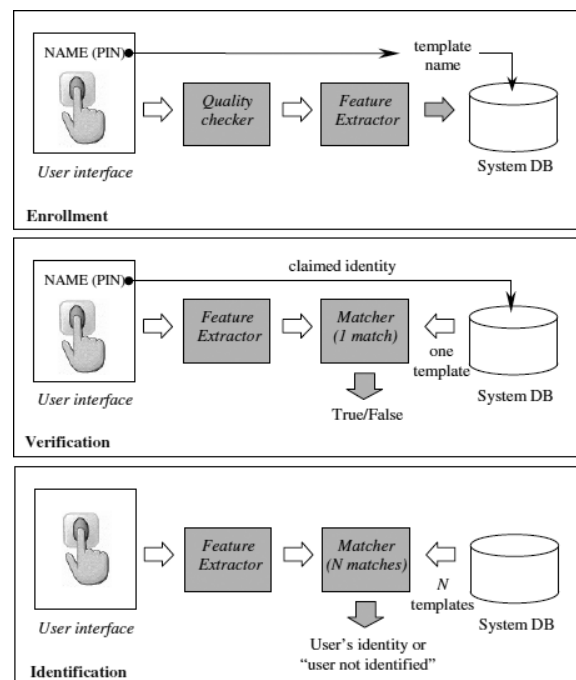 NAME (PIN)
template
name
Quality
checker
Feature
Extractor
User interface
System DB
Enrollment
NAME (PIN)
claimed identity
Feature
Extractor
Matcher
(1 match)
one
template
User interface
True/False
System DB
Verification
Feature
Extractor
Matcher
(N matches)
N
templates
User interface
System DB
User's identity or
“user not identified”
Identification